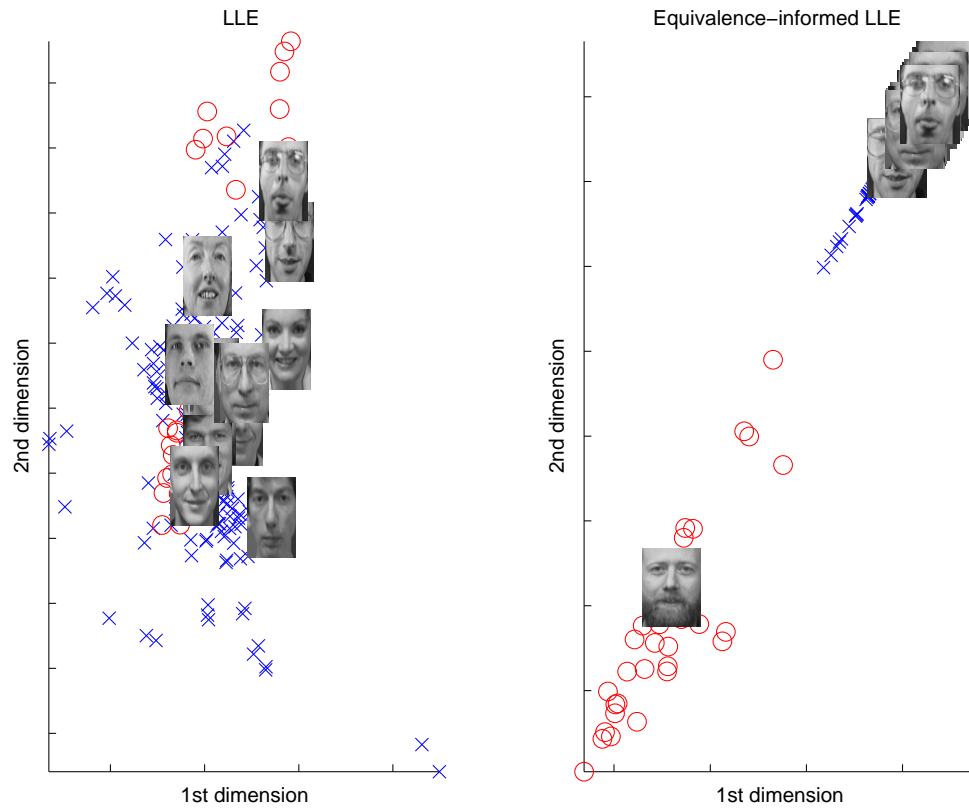 LLE
2nd dimension
1st dimension
Equivalence−informed LLE
2nd dimension
1st dimension